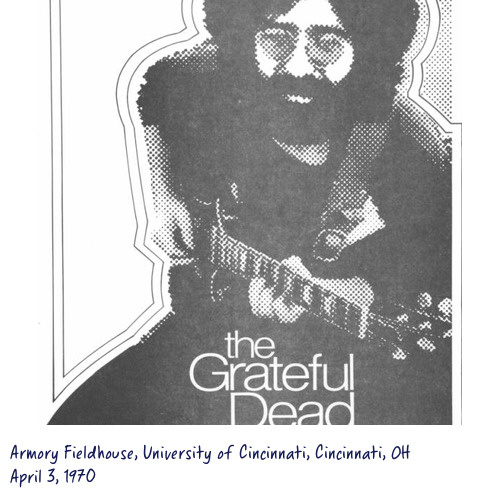 the
Grateful
Dead
Armory Fieldhouse, University of Cincinnati, Cincinnati, OH
April 3, 1970